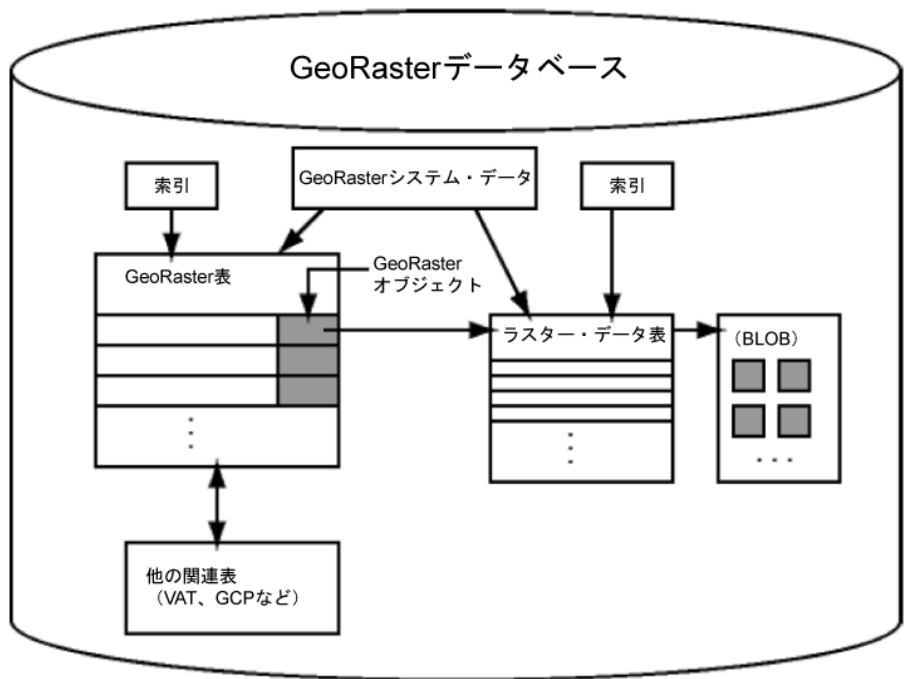 GeoRasterデータベース
索引
GeoRasterシステム・データ
索引
GeoRaster表
GeoRaster
オブジェクト
ラスター・データ表
（BLOB）
他の関連表
（VAT、GCPなど）